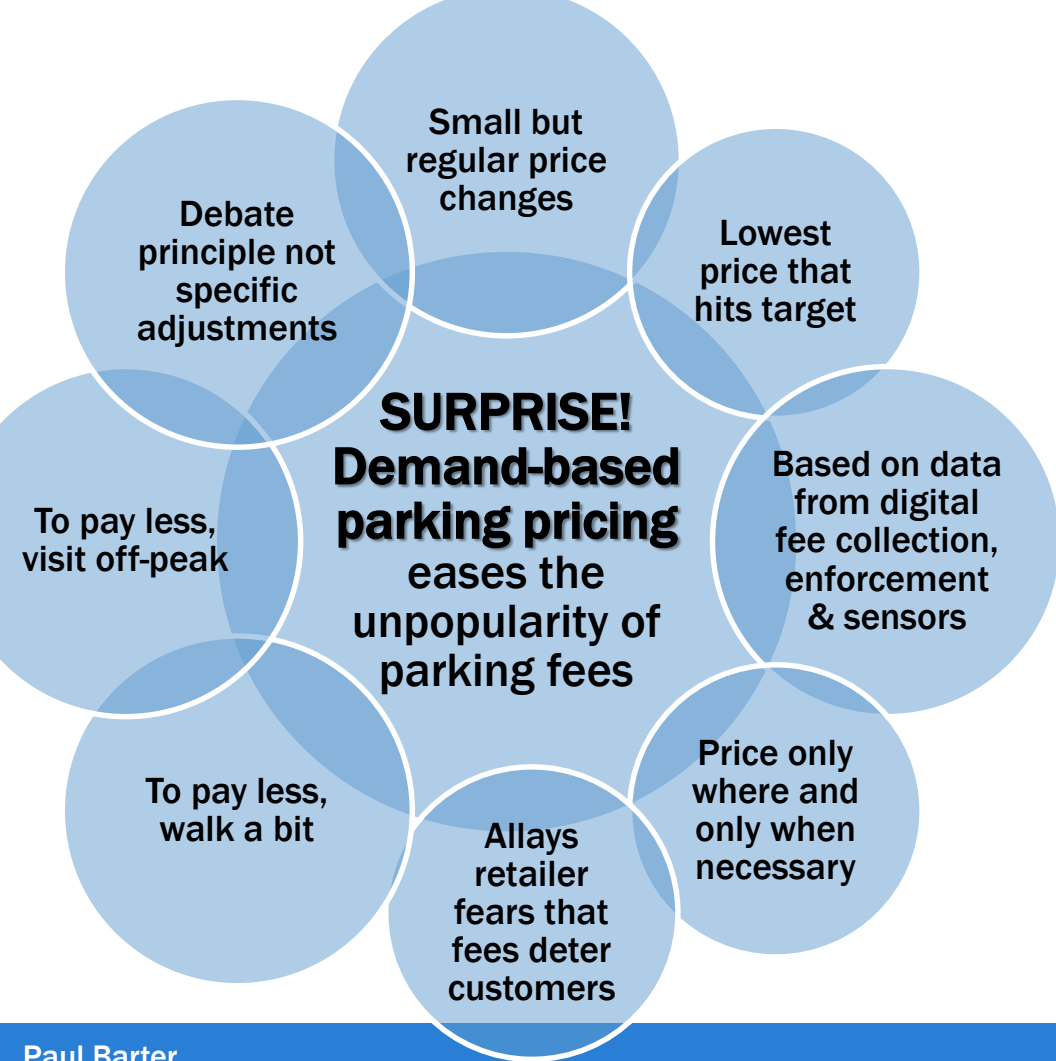 SURPRISE!
Demand-based
parking pricing
eases the
unpopularity of
parking fees
Small but
regular price
changes
Lowest
price that
hits target
Based on data
from digital
fee collection,
enforcement
& sensors
Price only
where and
only when
necessary
Allays
retailer
fears that
fees deter
customers
To pay less,
walk a bit
To pay less,
visit off-peak
Debate
principle not
specific
adjustments
Paul Barter